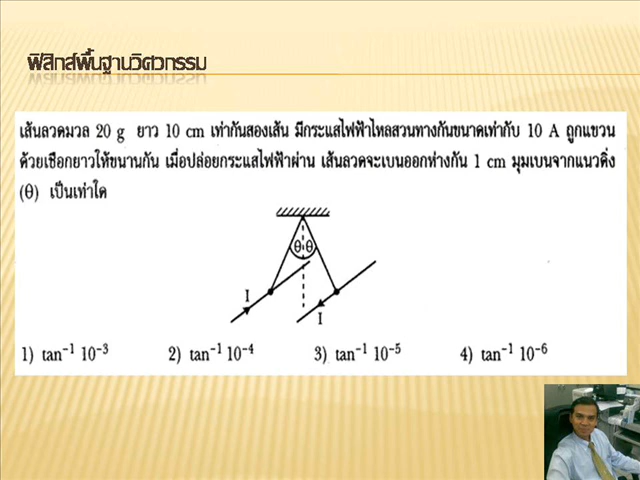 ฟิสิกส์พื้นฐานวิศวกรรม
เส้นลวดมวล 20 g ยาว 10 cm เท่ากันสองเส้น มีกระแสไฟฟ้าไหลสวนทางกันขนาดเท่ากับ 10 A ถูกแขวน
ด้วยเชือกยาวให้ขนานกัน เมื่อปล่อยกระแสไฟฟ้าผ่าน เส้นลวดจะเบนออกห่างกัน 1 cm มุมเบนจากแนวดิ่ง
(θ) เป็นเท่าใด
θ θ
I
I
1) tan⁻¹ 10⁻³ 2) tan⁻¹ 10⁻⁴ 3) tan⁻¹ 10⁻⁵ 4) tan⁻¹ 10⁻⁶